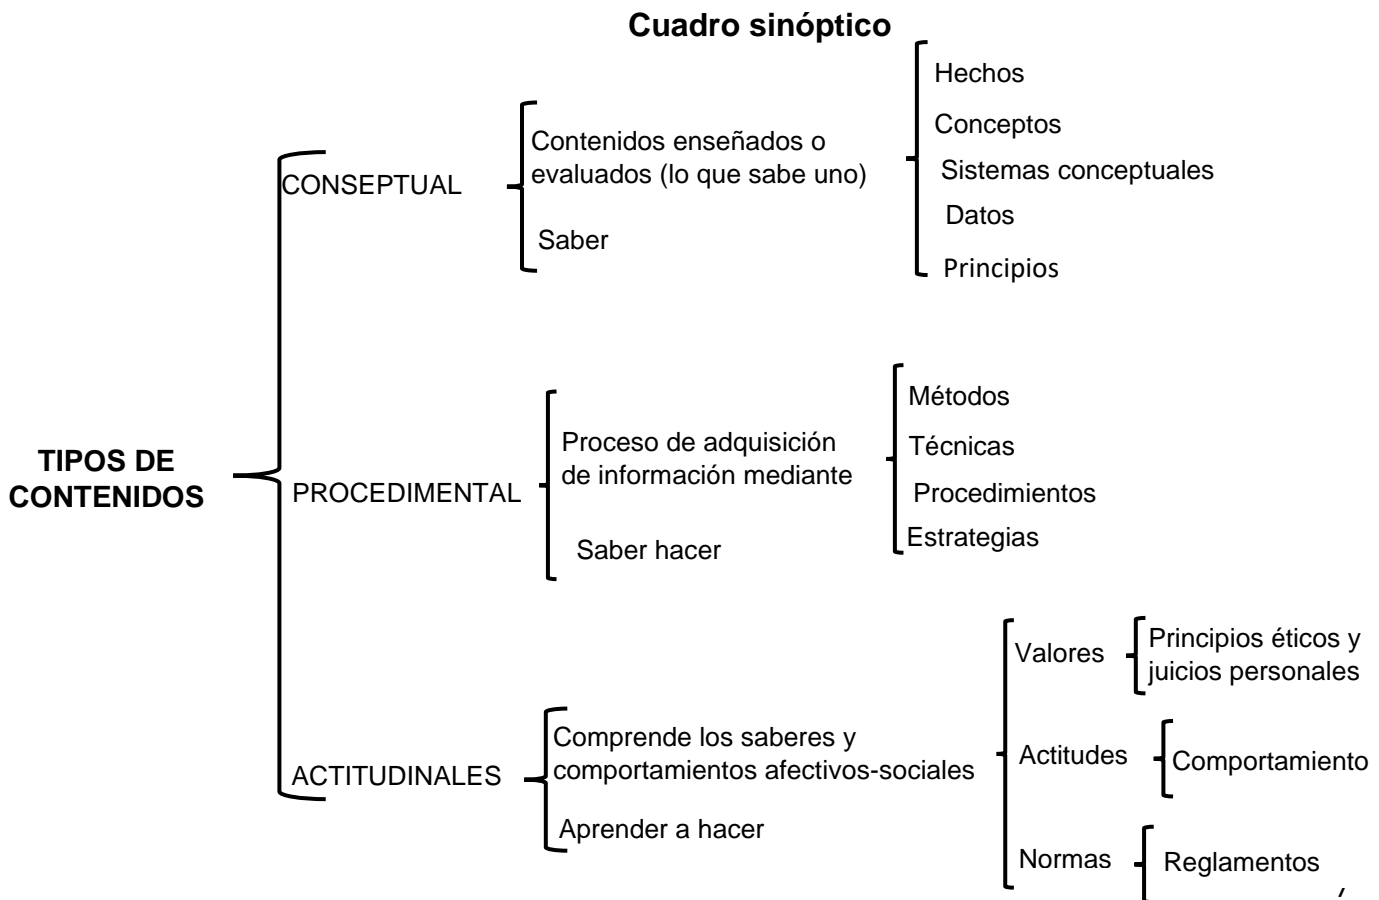 Cuadro sinóptico
TIPOS DE
CONTENIDOS
CONSEPTUAL
Contenidos enseñados o
evaluados (lo que sabe uno)
Saber
Hechos
Conceptos
Sistemas conceptuales
Datos
Principios
PROCEDIMENTAL
Proceso de adquisición
de información mediante
Saber hacer
Métodos
Técnicas
Procedimientos
Estrategias
ACTITUDINALES
Comprende los saberes y
comportamientos afectivos-sociales
Aprender a hacer
Valores
Principios éticos y
juicios personales
Actitudes
Comportamiento
Normas
Reglamentos